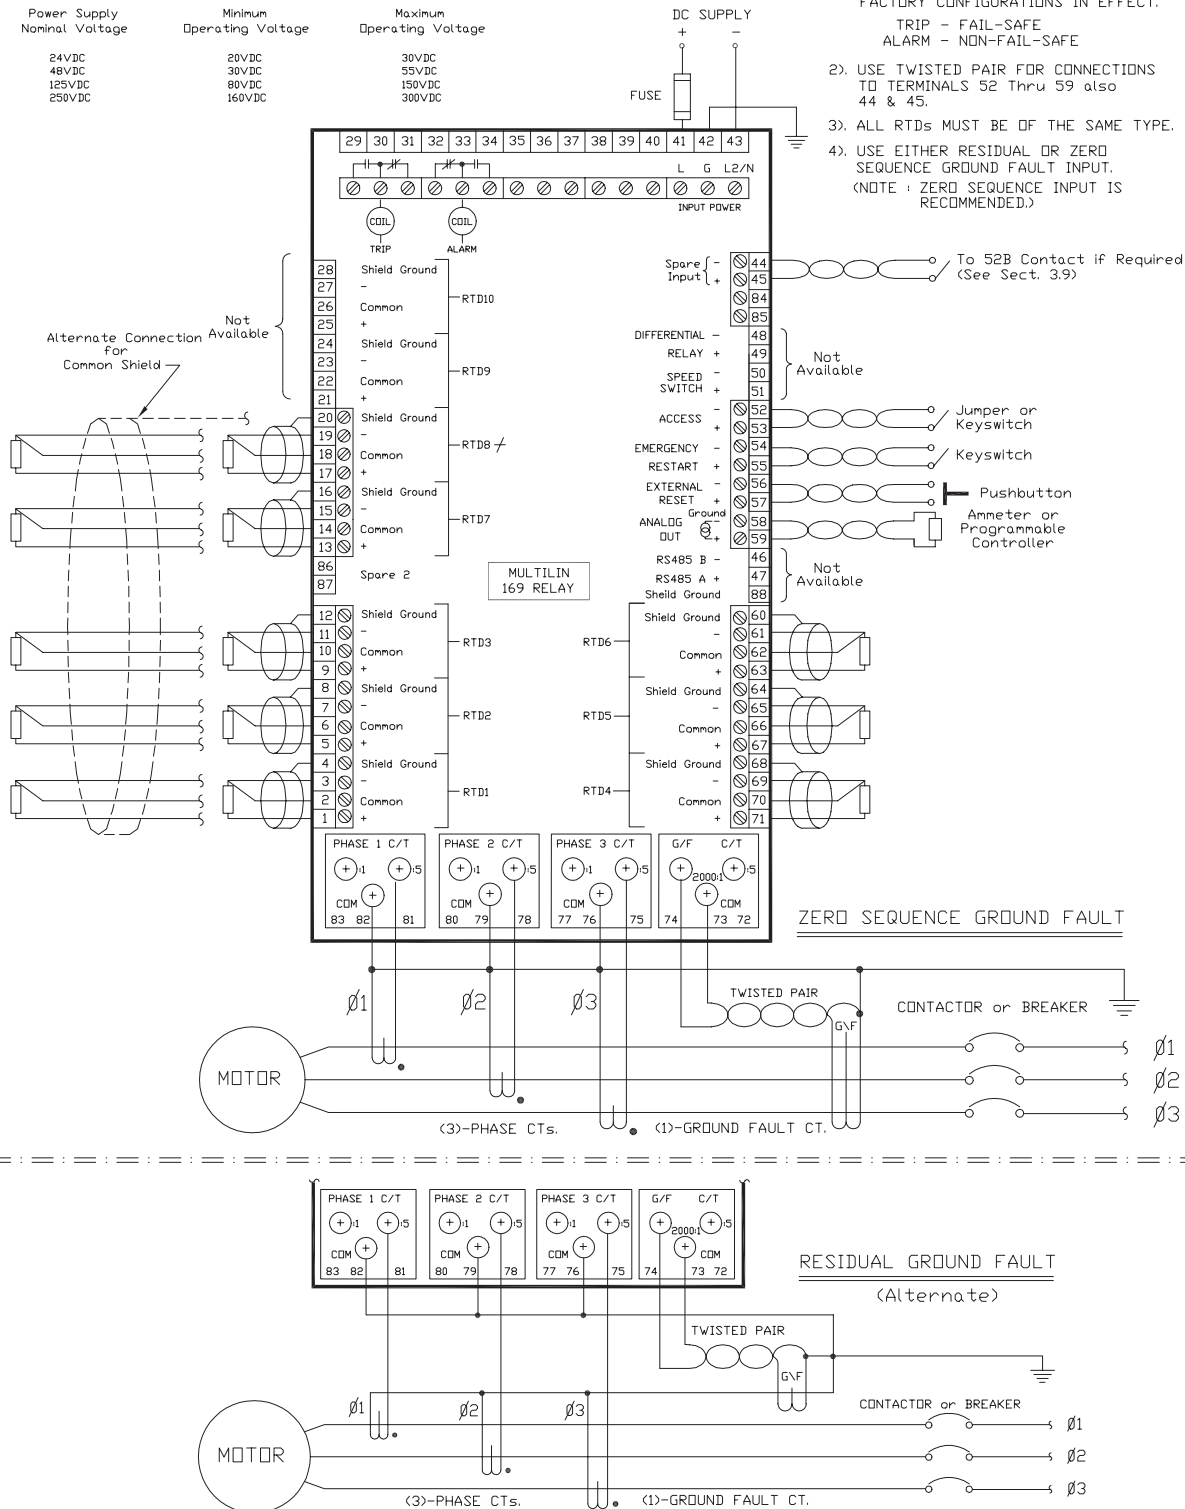 Power Supply Minimum Maximum
Nominal Voltage Operating Voltage Operating Voltage
24VDC 20VDC 30VDC
48VDC 30VDC 55VDC
125VDC 80VDC 150VDC
250VDC 160VDC 300VDC
DC SUPPLY
+ -
FUSE
FACTORY CONFIGURATIONS IN EFFECT.
TRIP - FAIL-SAFE
ALARM - NON-FAIL-SAFE
2). USE TWISTED PAIR FOR CONNECTIONS
TO TERMINALS 52 Thru 59 also
44 & 45.
3). ALL RTDs MUST BE OF THE SAME TYPE.
4). USE EITHER RESIDUAL OR ZERO
SEQUENCE GROUND FAULT INPUT.
(NOTE : ZERO SEQUENCE INPUT IS
RECOMMENDED.)
29 30 31 32 33 34 35 36 37 38 39 40 41 42 43
L G L2/N
INPUT POWER
COIL COIL
TRIP ALARM
Not
Available
Alternate Connection
for
Common Shield
28 Shield Ground
27 -
26 Common
25 +
RTD10
24 Shield Ground
23 -
22 Common
21 +
RTD9
20 Shield Ground
19 -
18 Common
17 +
RTD8
16 Shield Ground
15 -
14 Common
13 +
RTD7
86
87
Spare 2
12 Shield Ground
11 -
10 Common
9 +
RTD3
8 Shield Ground
7 -
6 Common
5 +
RTD2
4 Shield Ground
3 -
2 Common
1 +
RTD1
MULTILIN
169 RELAY
Spare - 44
Input + 45
84
85
To 52B Contact if Required
(See Sect. 3.9)
DIFFERENTIAL - 48
RELAY + 49
SPEED - 50
SWITCH + 51
Not
Available
ACCESS - 52
+ 53
Jumper or
Keyswitch
EMERGENCY - 54
RESTART + 55
Keyswitch
EXTERNAL - 56
RESET + 57
Pushbutton
Ground
ANALOG - 58
OUT + 59
Ammeter or
Programmable
Controller
RS485 B - 46
RS485 A + 47
Sheild Ground 88
Not
Available
RTD6
Shield Ground 60
- 61
Common 62
+ 63
RTD5
Shield Ground 64
- 65
Common 66
+ 67
RTD4
Shield Ground 68
- 69
Common 70
+ 71
PHASE 1 C/T PHASE 2 C/T PHASE 3 C/T G/F C/T
:1 :5 :1 :5 :1 :5 2000:1 :5
COM COM COM COM
83 82 81 80 79 78 77 76 75 74 73 72
ZERO SEQUENCE GROUND FAULT
Ø1 Ø2 Ø3
TWISTED PAIR
G\F
CONTACTOR or BREAKER
MOTOR
Ø1
Ø2
Ø3
(3)-PHASE CTs. (1)-GROUND FAULT CT.
PHASE 1 C/T PHASE 2 C/T PHASE 3 C/T G/F C/T
:1 :5 :1 :5 :1 :5 2000:1 :5
COM COM COM COM
83 82 81 80 79 78 77 76 75 74 73 72
RESIDUAL GROUND FAULT
(Alternate)
TWISTED PAIR
G\F
Ø1 Ø2 Ø3
CONTACTOR or BREAKER
MOTOR
Ø1
Ø2
Ø3
(3)-PHASE CTs. (1)-GROUND FAULT CT.